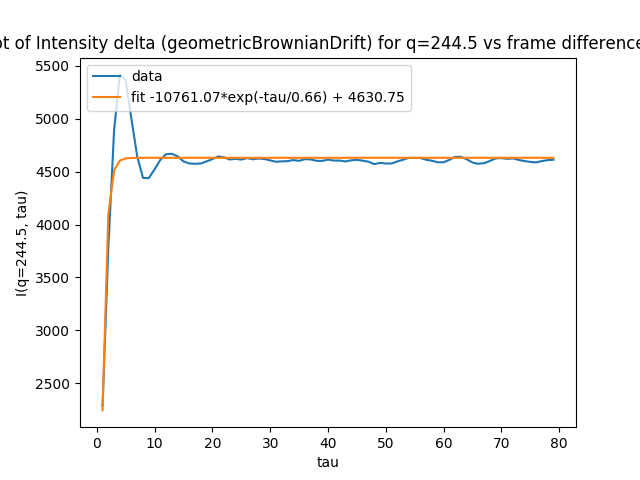 ot of Intensity delta (geometricBrownianDrift) for q=244.5 vs frame difference
data
fit -10761.07*exp(-tau/0.66) + 4630.75
5500
5000
4500
4000
3500
3000
2500
I(q=244.5, tau)
0 10 20 30 40 50 60 70 80
tau